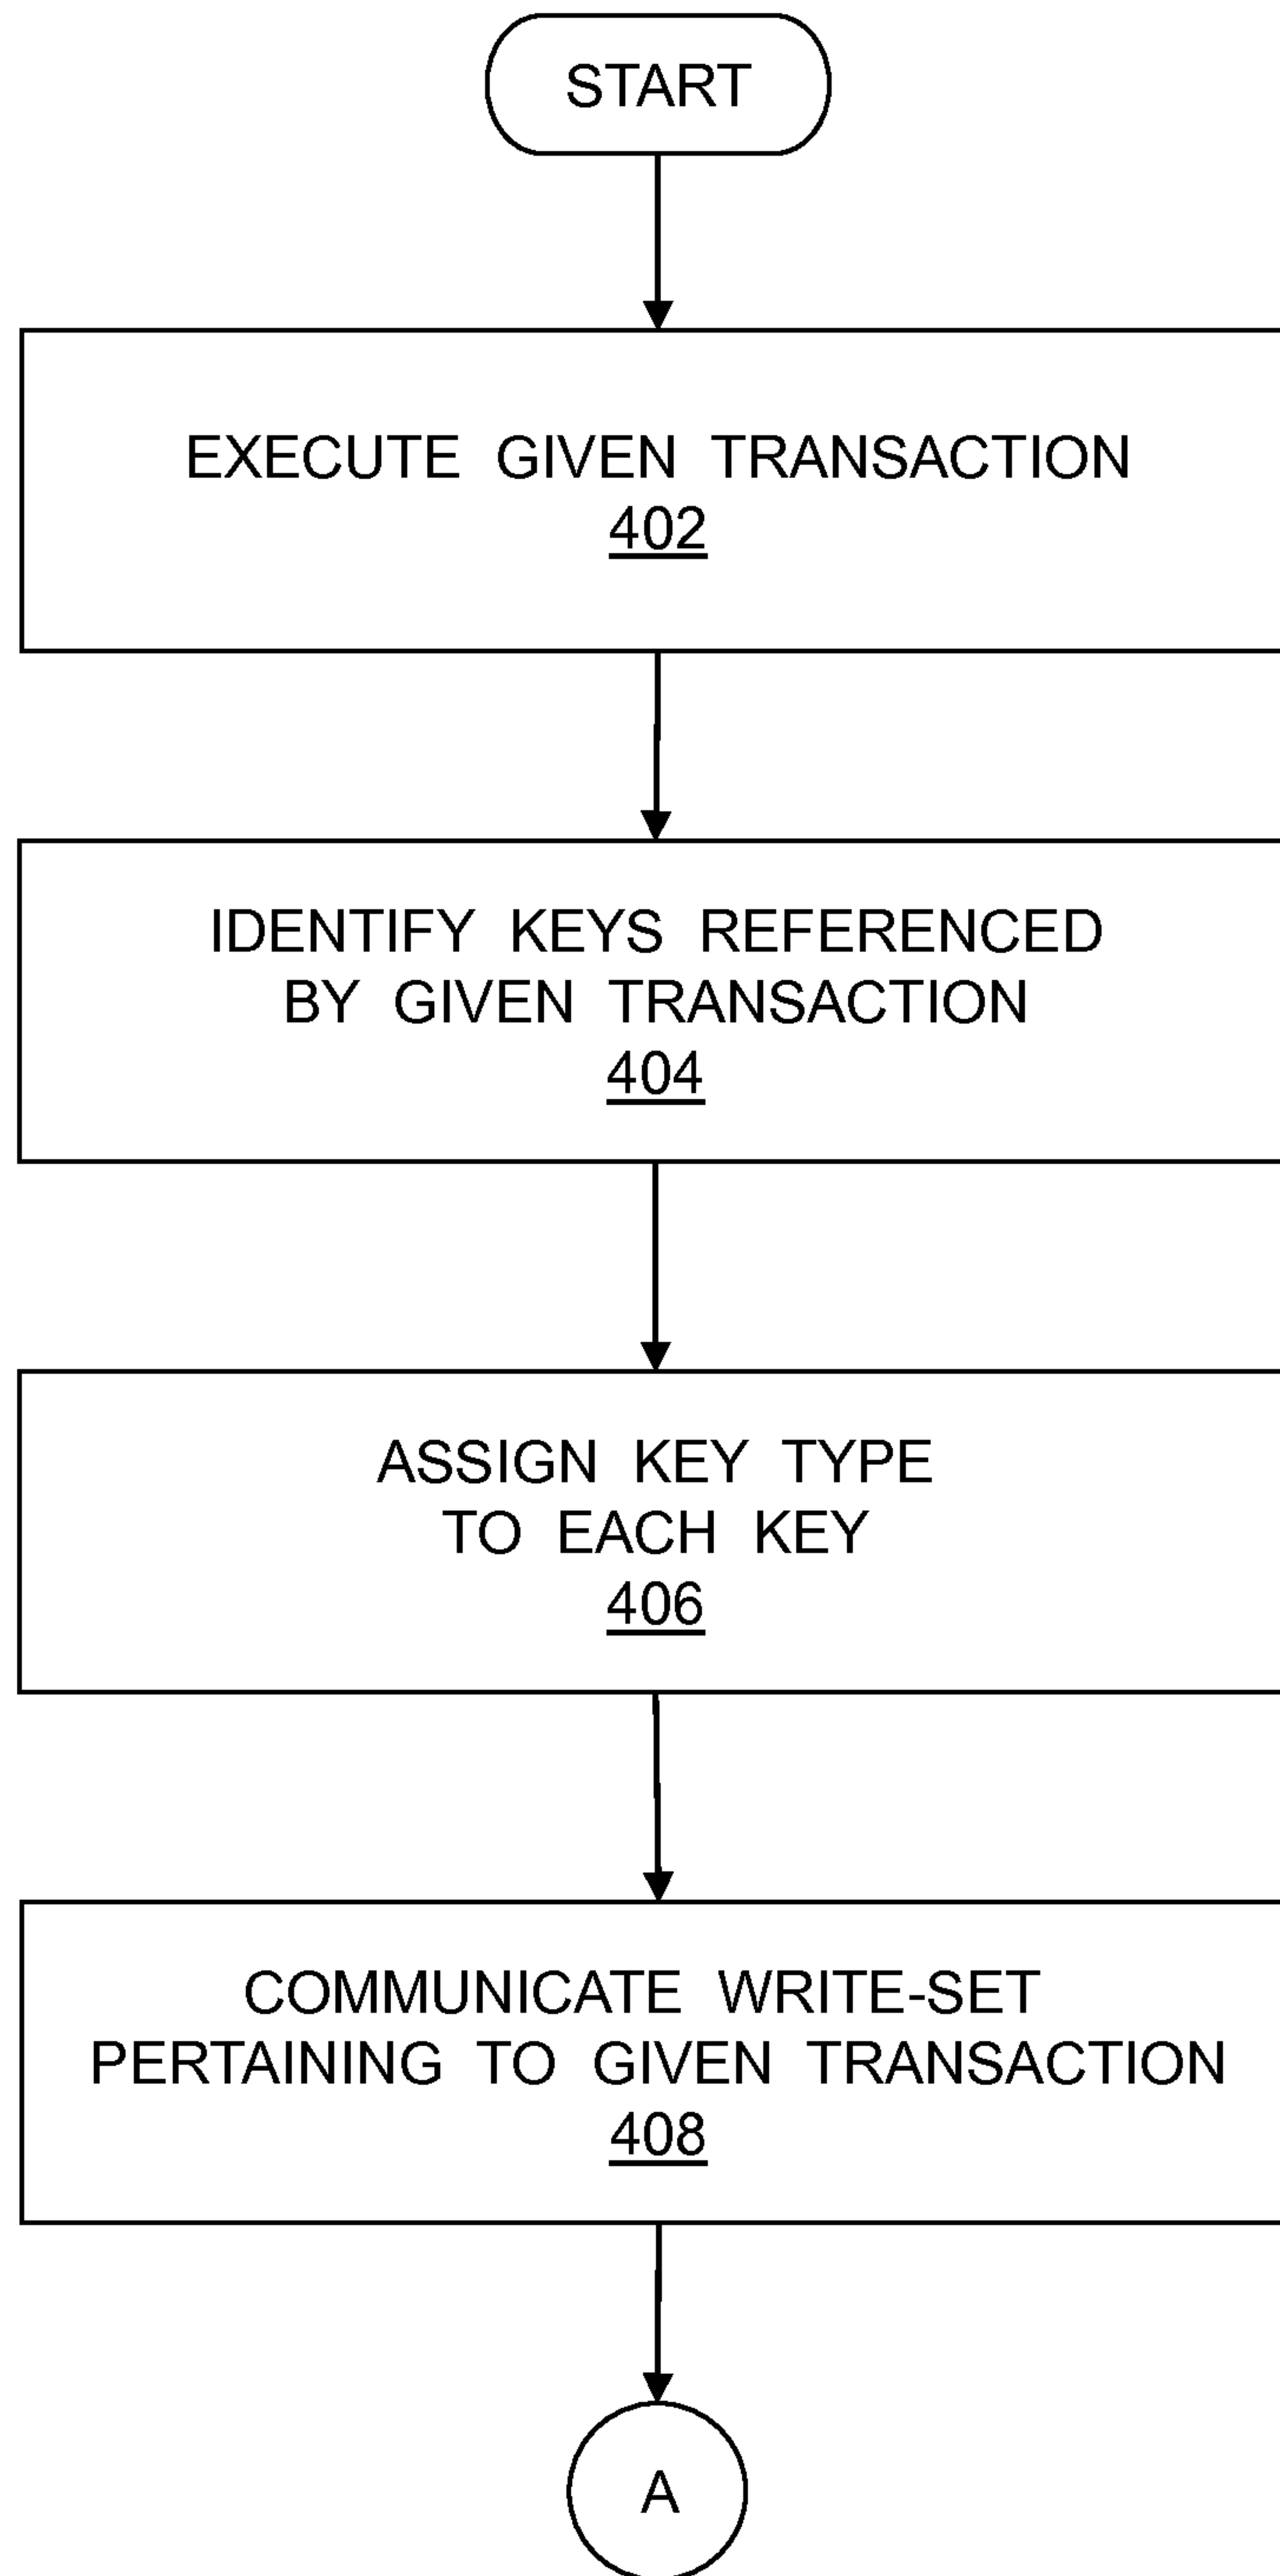 START
EXECUTE GIVEN TRANSACTION
402
IDENTIFY KEYS REFERENCED
BY GIVEN TRANSACTION
404
ASSIGN KEY TYPE
TO EACH KEY
406
COMMUNICATE WRITE-SET
PERTAINING TO GIVEN TRANSACTION
408
A